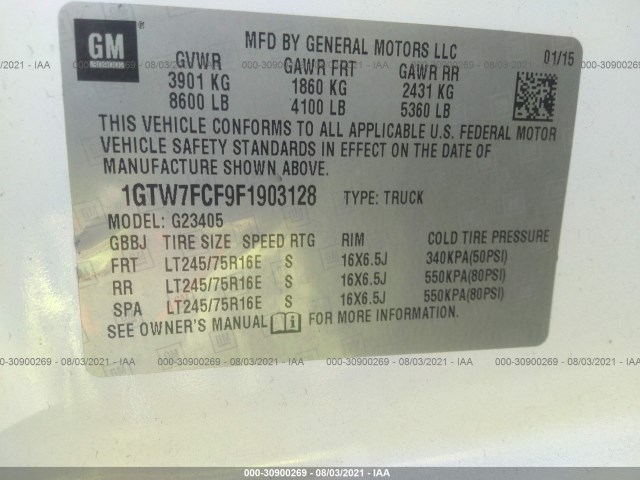 GM
MFD BY GENERAL MOTORS LLC
01/15
GVWR GAWR FRT GAWR RR
3901 KG 1860 KG 2431 KG
8600 LB 4100 LB 5360 LB
THIS VEHICLE CONFORMS TO ALL APPLICABLE U.S. FEDERAL MOTOR
VEHICLE SAFETY STANDARDS IN EFFECT ON THE DATE OF
MANUFACTURE SHOWN ABOVE.
1GTW7FCF9F1903128 TYPE: TRUCK
MODEL: G23405
GBBJ TIRE SIZE SPEED RTG RIM COLD TIRE PRESSURE
FRT LT245/75R16E S 16X6.5J 340KPA(50PSI)
RR LT245/75R16E S 16X6.5J 550KPA(80PSI)
SPA LT245/75R16E S 16X6.5J 550KPA(80PSI)
SEE OWNER'S MANUAL FOR MORE INFORMATION.
000-30900269 - 08/03/2021 - IAA